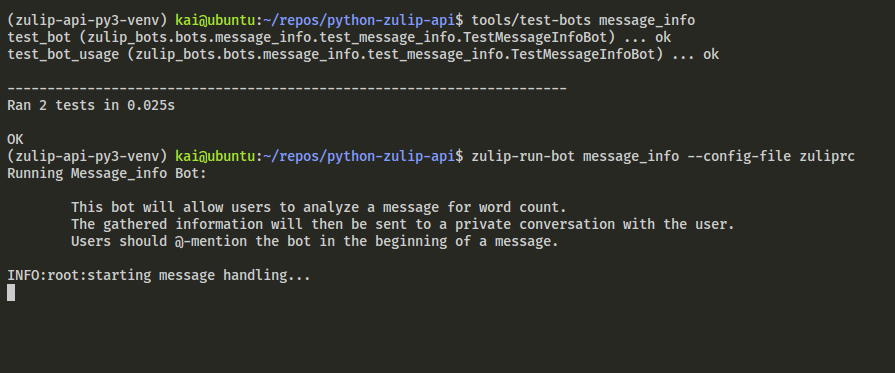 (zulip-api-py3-venv) kai@ubuntu:~/repos/python-zulip-api$ tools/test-bots message_info
test_bot (zulip_bots.bots.message_info.test_message_info.TestMessageInfoBot) ... ok
test_bot_usage (zulip_bots.bots.message_info.test_message_info.TestMessageInfoBot) ... ok
----------------------------------------------------------------------
Ran 2 tests in 0.025s
OK
(zulip-api-py3-venv) kai@ubuntu:~/repos/python-zulip-api$ zulip-run-bot message_info --config-file zuliprc
Running Message_info Bot:
This bot will allow users to analyze a message for word count.
The gathered information will then be sent to a private conversation with the user.
Users should @-mention the bot in the beginning of a message.
INFO:root:starting message handling...